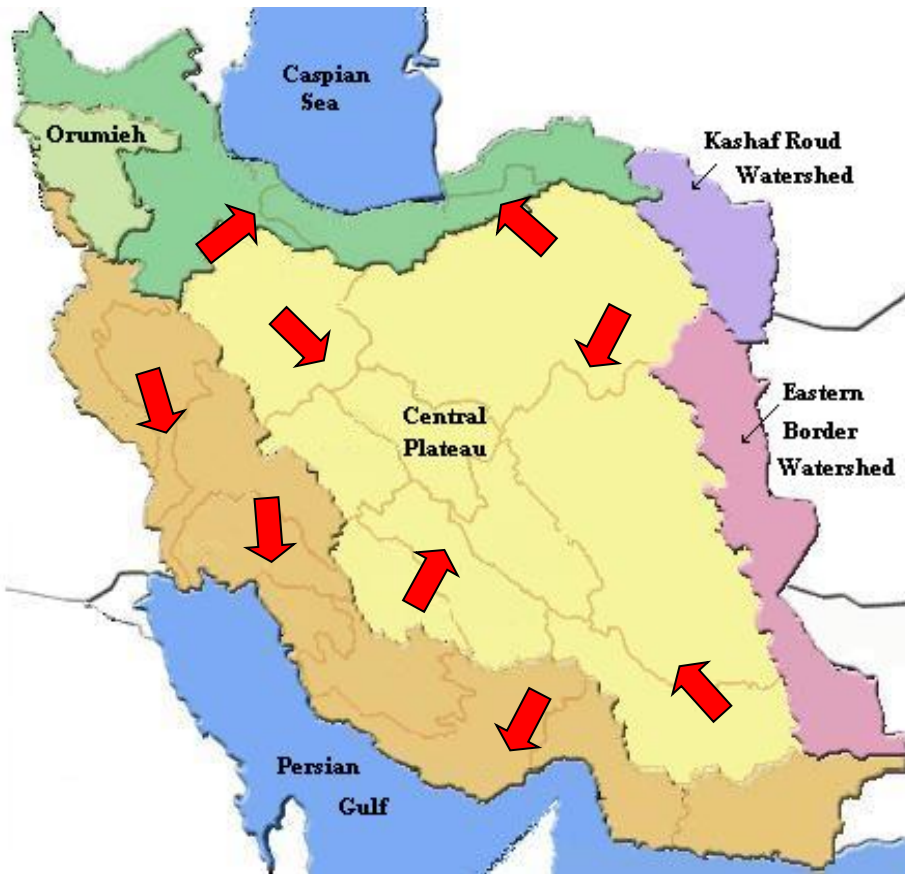 Caspian
Sea
Orumieh
Kashaf Roud
Watershed
Central
Plateau
Eastern
Border
Watershed
Persian
Gulf